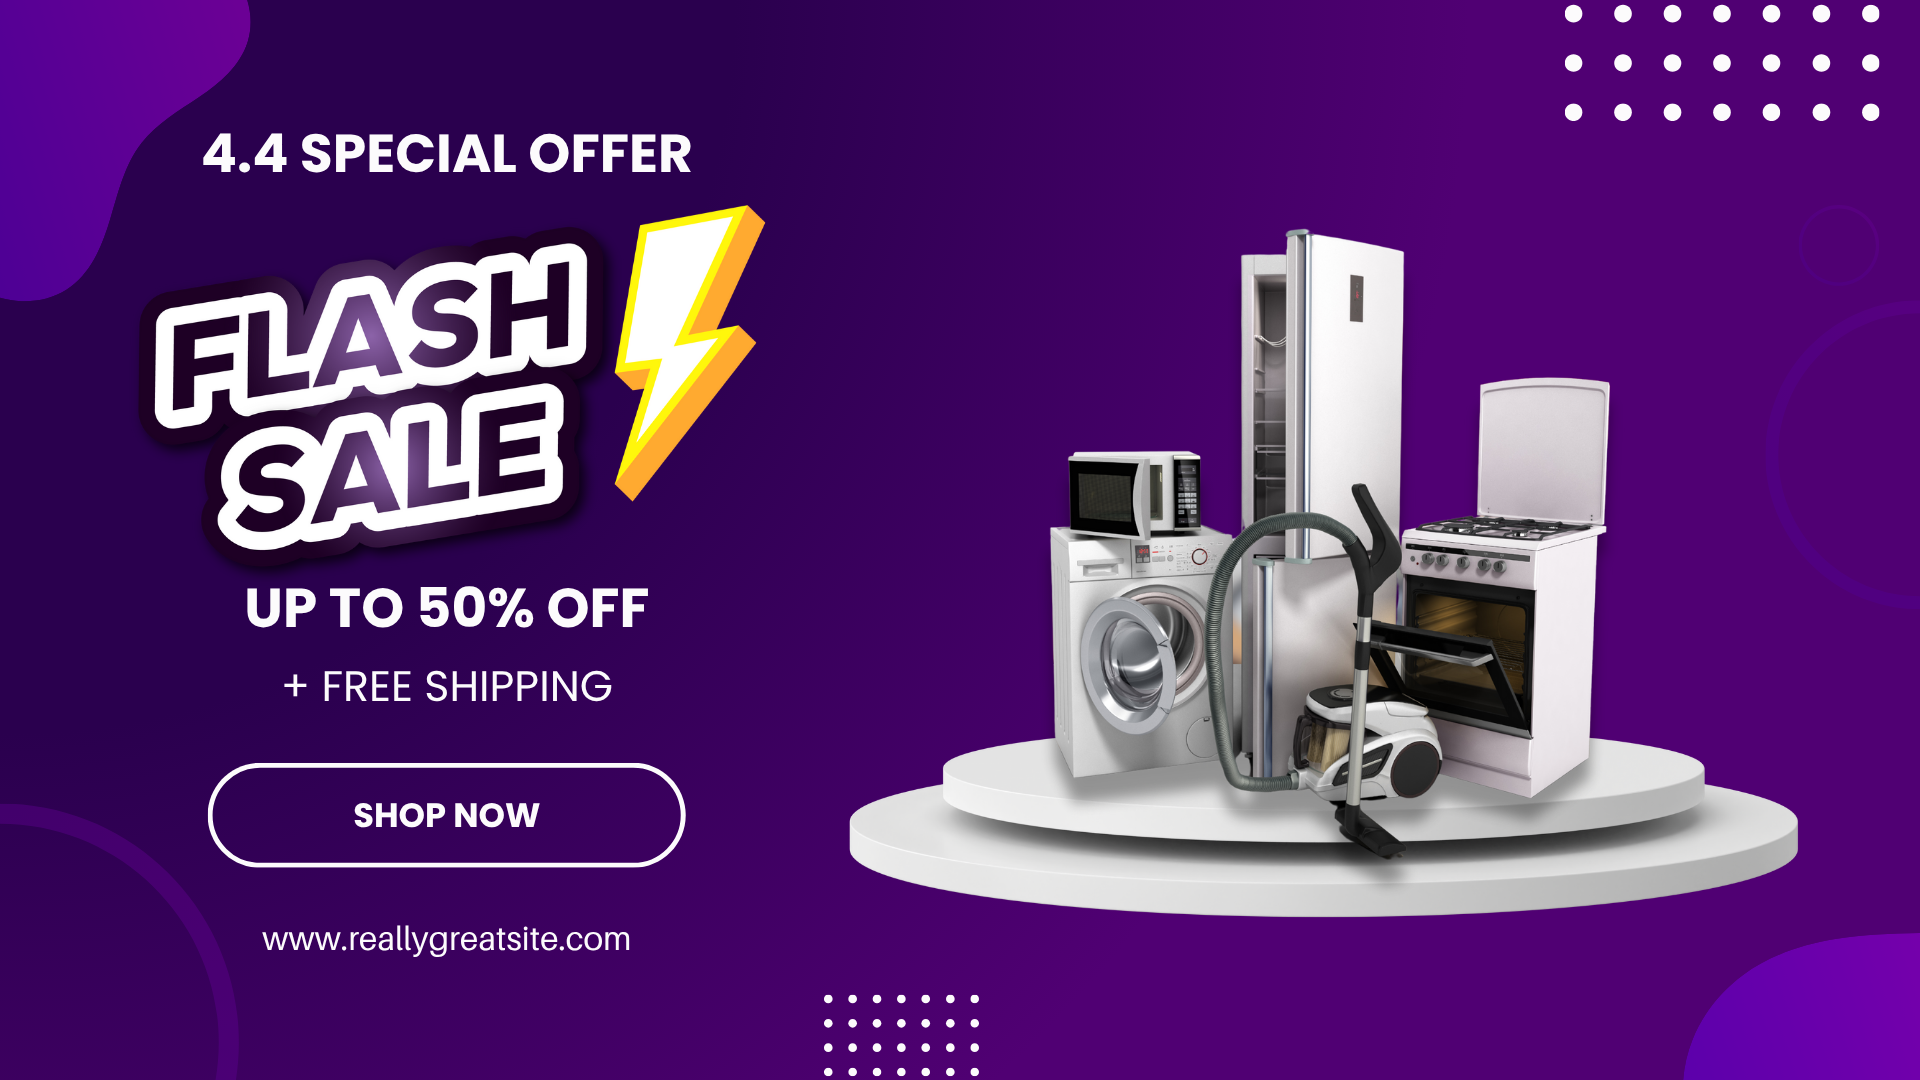 4.4 SPECIAL OFFER
FLASH
SALE
UP TO 50% OFF
+ FREE SHIPPING
SHOP NOW
www.reallygreatsite.com